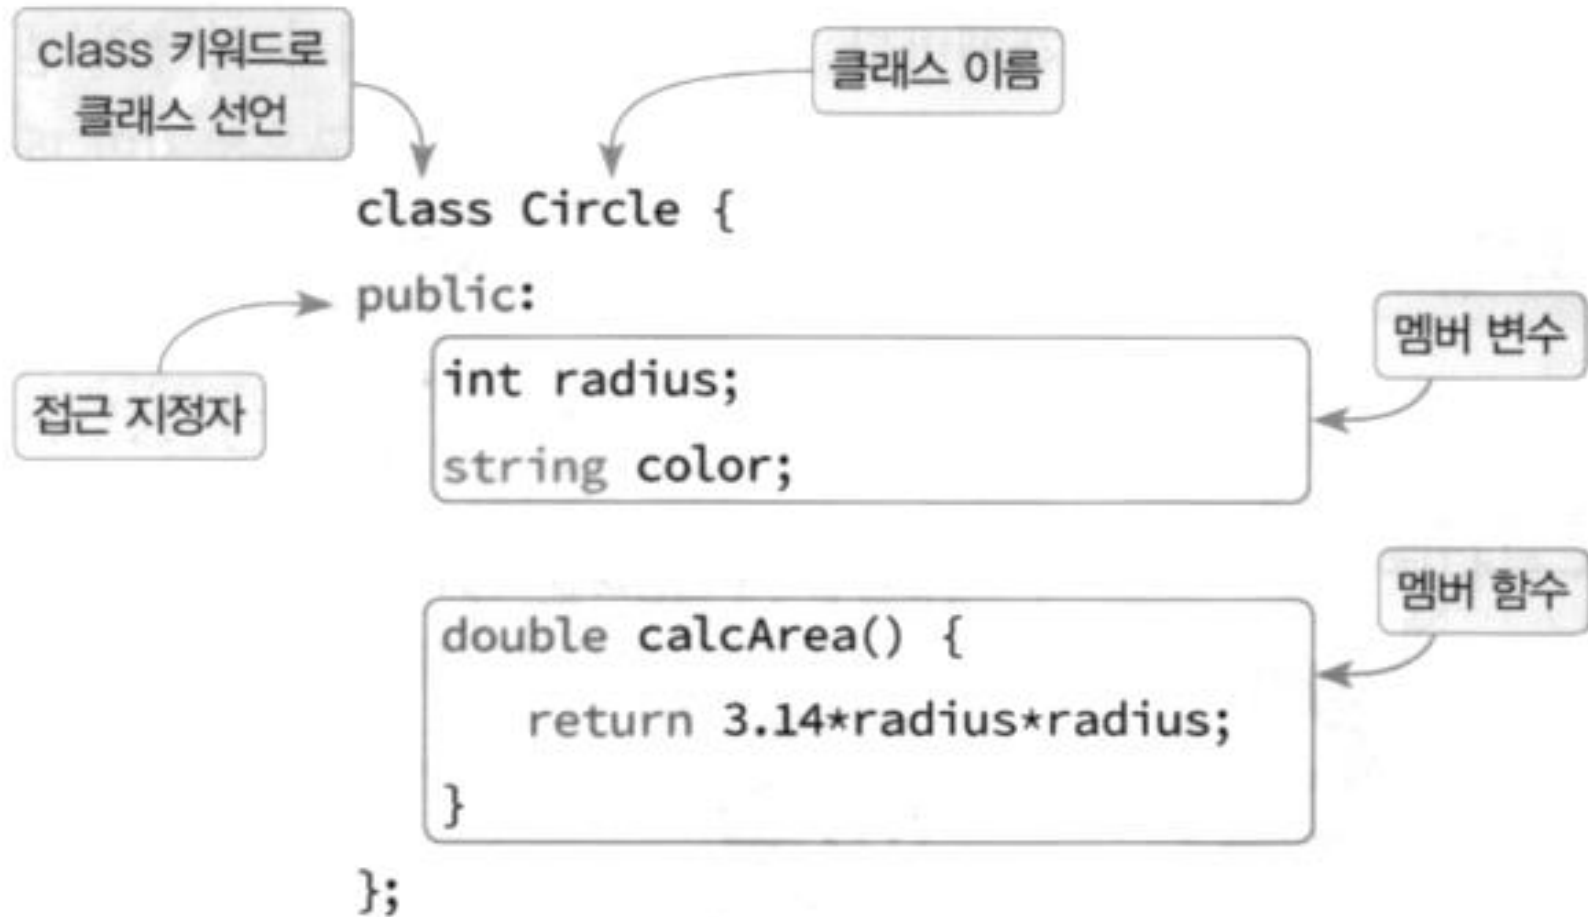 class 키워드로
클래스 선언
클래스 이름
class Circle {
public:
접근 지정자
int radius;
string color;
멤버 변수
double calcArea() {
return 3.14*radius*radius;
}
멤버 함수
};